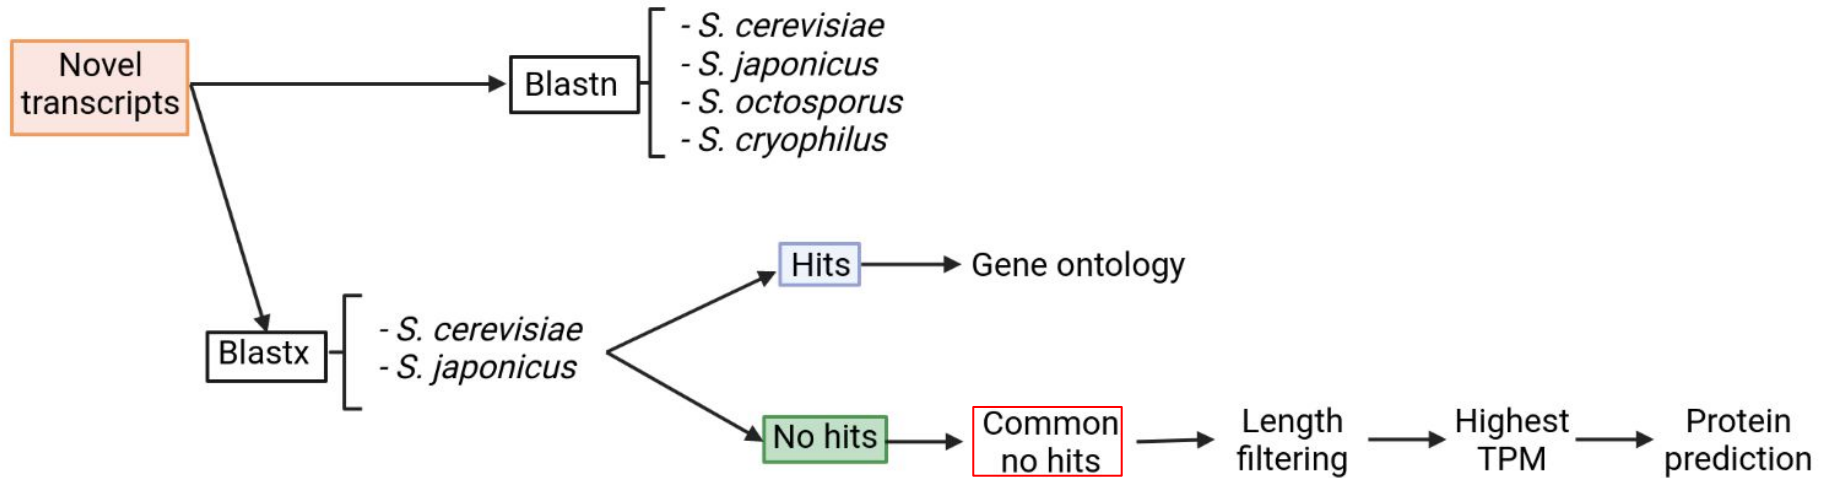 Novel
transcripts
Blastn
- S. cerevisiae
- S. japonicus
- S. octosporus
- S. cryophilus
Blastx
- S. cerevisiae
- S. japonicus
Hits
Gene ontology
No hits
Common
no hits
Length
filtering
Highest
TPM
Protein
prediction